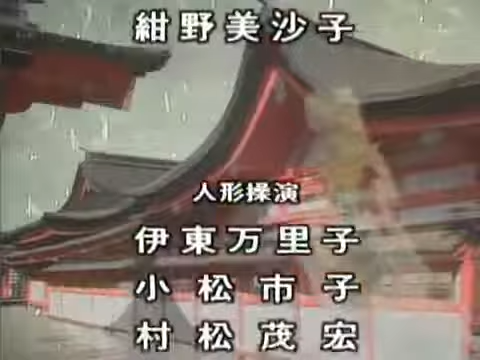 紺野美沙子
人形操演
伊東万里子
小松市子
村松茂宏